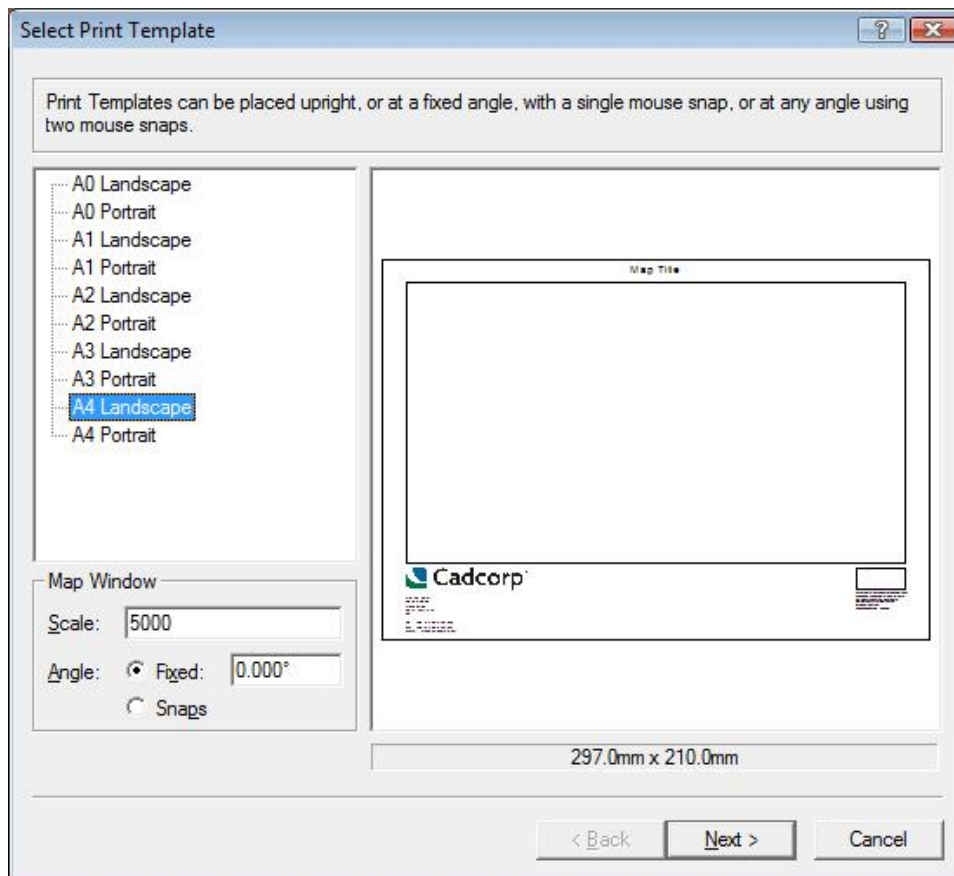 Select Print Template
Print Templates can be placed upright, or at a fixed angle, with a single mouse snap, or at any angle using
two mouse snaps.
A0 Landscape
A0 Portrait
A1 Landscape
A1 Portrait
A2 Landscape
A2 Portrait
A3 Landscape
A3 Portrait
A4 Landscape
A4 Portrait
Map Title
Cadcorp
Map Window
Scale: 5000
Angle: Fixed: 0.000°
Snaps
297.0mm x 210.0mm
< Back Next > Cancel